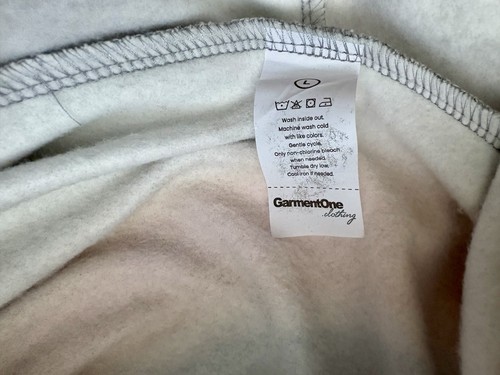 L
Wash inside out.
Machine wash cold
with like colors.
Gentle cycle.
Only non-chlorine bleach
when needed.
Tumble dry low.
Cool iron if needed.
GarmentOne
clothing